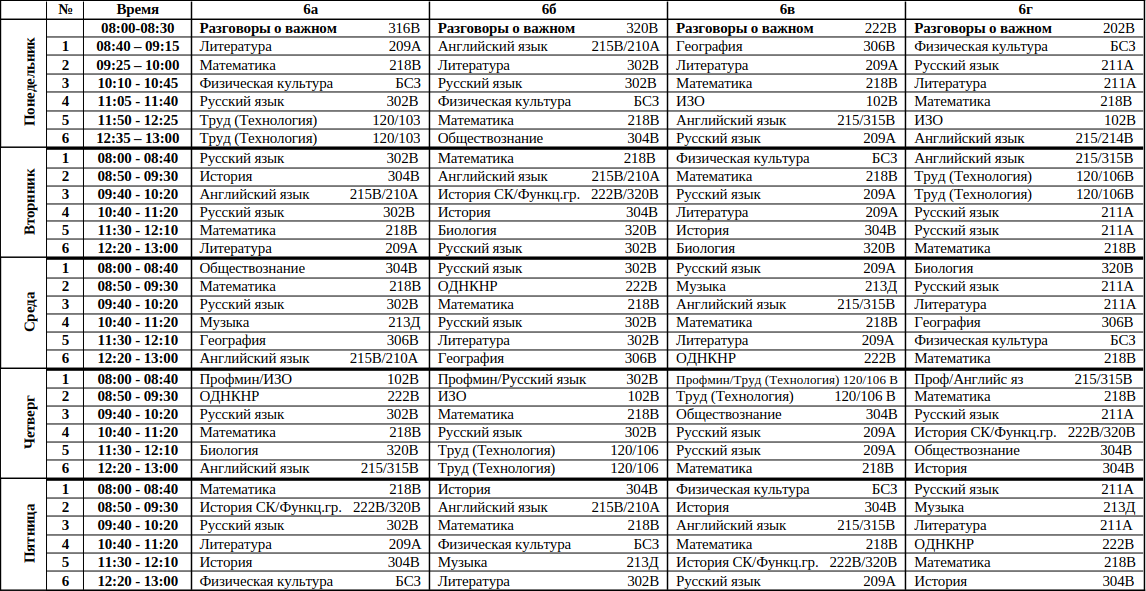 № Время 6а 6б 6в 6г
Понедельник
08:00-08:30 Разговоры о важном 316В Разговоры о важном 320В Разговоры о важном 222В Разговоры о важном 202В
1 08:40 – 09:15 Литература 209А Английский язык 215В/210А География 306В Физическая культура БСЗ
2 09:25 – 10:00 Математика 218В Литература 302В Литература 209А Русский язык 211А
3 10:10 - 10:45 Физическая культура БСЗ Русский язык 302В Математика 218В Литература 211А
4 11:05 - 11:40 Русский язык 302В Физическая культура БСЗ ИЗО 102В Математика 218В
5 11:50 - 12:25 Труд (Технология) 120/103 Математика 218В Английский язык 215/315В ИЗО 102В
6 12:35 – 13:00 Труд (Технология) 120/103 Обществознание 304В Русский язык 209А Английский язык 215/214В
Вторник
1 08:00 - 08:40 Русский язык 302В Математика 218В Физическая культура БСЗ Английский язык 215/315В
2 08:50 - 09:30 История 304В Английский язык 215В/210А Математика 218В Труд (Технология) 120/106В
3 09:40 - 10:20 Английский язык 215В/210А История СК/Функц.гр. 222В/320В Русский язык 209А Труд (Технология) 120/106В
4 10:40 - 11:20 Русский язык 302В История 304В Литература 209А Русский язык 211А
5 11:30 - 12:10 Математика 218В Биология 320В История 304В Русский язык 211А
6 12:20 - 13:00 Литература 209А Русский язык 302В Биология 320В Математика 218В
Среда
1 08:00 - 08:40 Обществознание 304В Русский язык 302В Русский язык 209А Биология 320В
2 08:50 - 09:30 Математика 218В ОДНКНР 222В Музыка 213Д Русский язык 211А
3 09:40 - 10:20 Русский язык 302В Математика 218В Английский язык 215/315В Литература 211А
4 10:40 - 11:20 Музыка 213Д Русский язык 302В Математика 218В География 306В
5 11:30 - 12:10 География 306В Литература 302В Литература 209А Физическая культура БСЗ
6 12:20 - 13:00 Английский язык 215В/210А География 306В ОДНКНР 222В Математика 218В
Четверг
1 08:00 - 08:40 Профмин/ИЗО 102В Профмин/Русский язык 302В Профмин/Труд (Технология) 120/106 В Проф/Английс яз 215/315В
2 08:50 - 09:30 ОДНКНР 222В ИЗО 102В Труд (Технология) 120/106 В Математика 218В
3 09:40 - 10:20 Русский язык 302В Математика 218В Обществознание 304В Русский язык 211А
4 10:40 - 11:20 Математика 218В Русский язык 302В Русский язык 209А История СК/Функц.гр. 222В/320В
5 11:30 - 12:10 Биология 320В Труд (Технология) 120/106 Русский язык 209А Обществознание 304В
6 12:20 - 13:00 Английский язык 215/315В Труд (Технология) 120/106 Математика 218В История 304В
Пятница
1 08:00 - 08:40 Математика 218В История 304В Физическая культура БСЗ Русский язык 211А
2 08:50 - 09:30 История СК/Функц.гр. 222В/320В Английский язык 215В/210А История 304В Музыка 213Д
3 09:40 - 10:20 Русский язык 302В Математика 218В Английский язык 215/315В Литература 211А
4 10:40 - 11:20 Литература 209А Физическая культура БСЗ Математика 218В ОДНКНР 222В
5 11:30 - 12:10 История 304В Музыка 213Д История СК/Функц.гр. 222В/320В Математика 218В
6 12:20 - 13:00 Физическая культура БСЗ Литература 302В Русский язык 209А История 304В